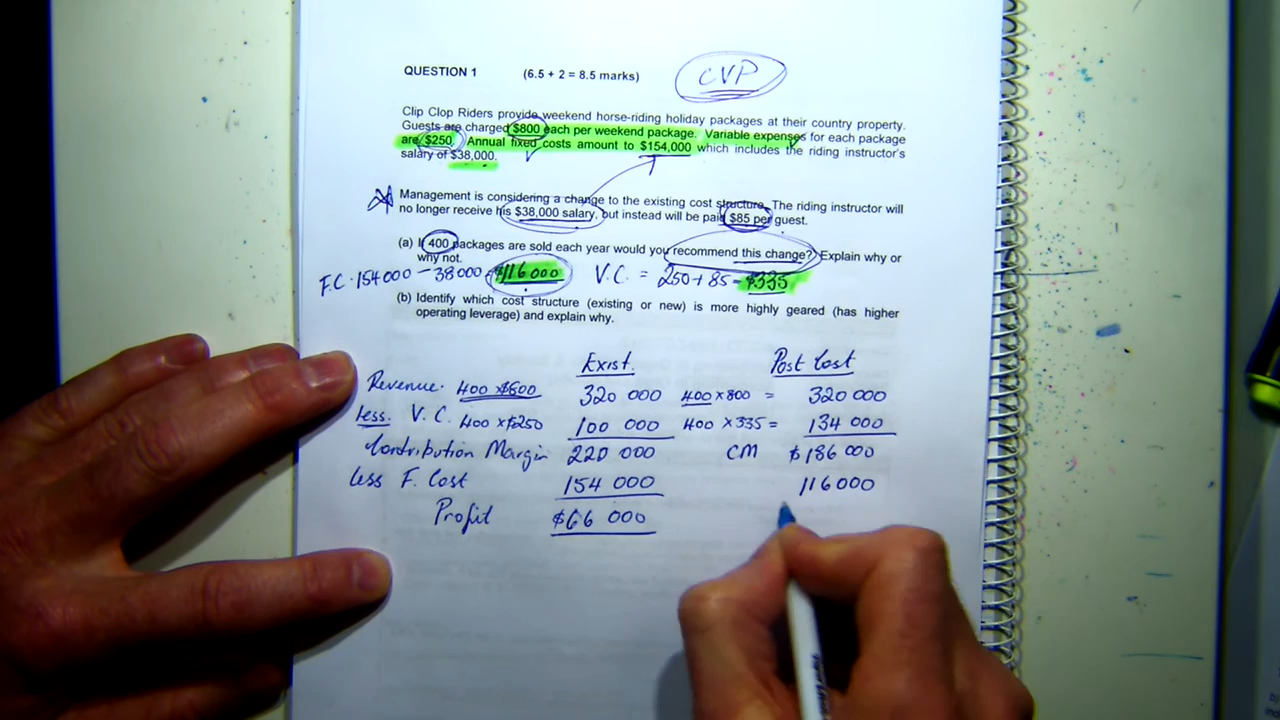 QUESTION 1 (6.5 + 2 = 8.5 marks) CVP
Clip Clop Riders provide weekend horse-riding holiday packages at their country property.
Guests are charged $800 each per weekend package. Variable expenses for each package
are $250. Annual fixed costs amount to $154,000 which includes the riding instructor's
salary of $38,000.
Management is considering a change to the existing cost structure. The riding instructor will
no longer receive his $38,000 salary, but instead will be paid $85 per guest.
(a) If 400 packages are sold each year would you recommend this change? Explain why or
why not.
F.C. 154000 - 38000 = $116 000 V.C. = 250+85 = $335
(b) Identify which cost structure (existing or new) is more highly geared (has higher
operating leverage) and explain why.
Exist. Post Cost
Revenue. 400 x $800 320 000 400 x 800 = 320 000
less. V.C. 400 x $250 100 000 400 x 335 = 134 000
Contribution Margin 220 000 CM $186 000
less F. Cost 154 000 116000
Profit $66 000